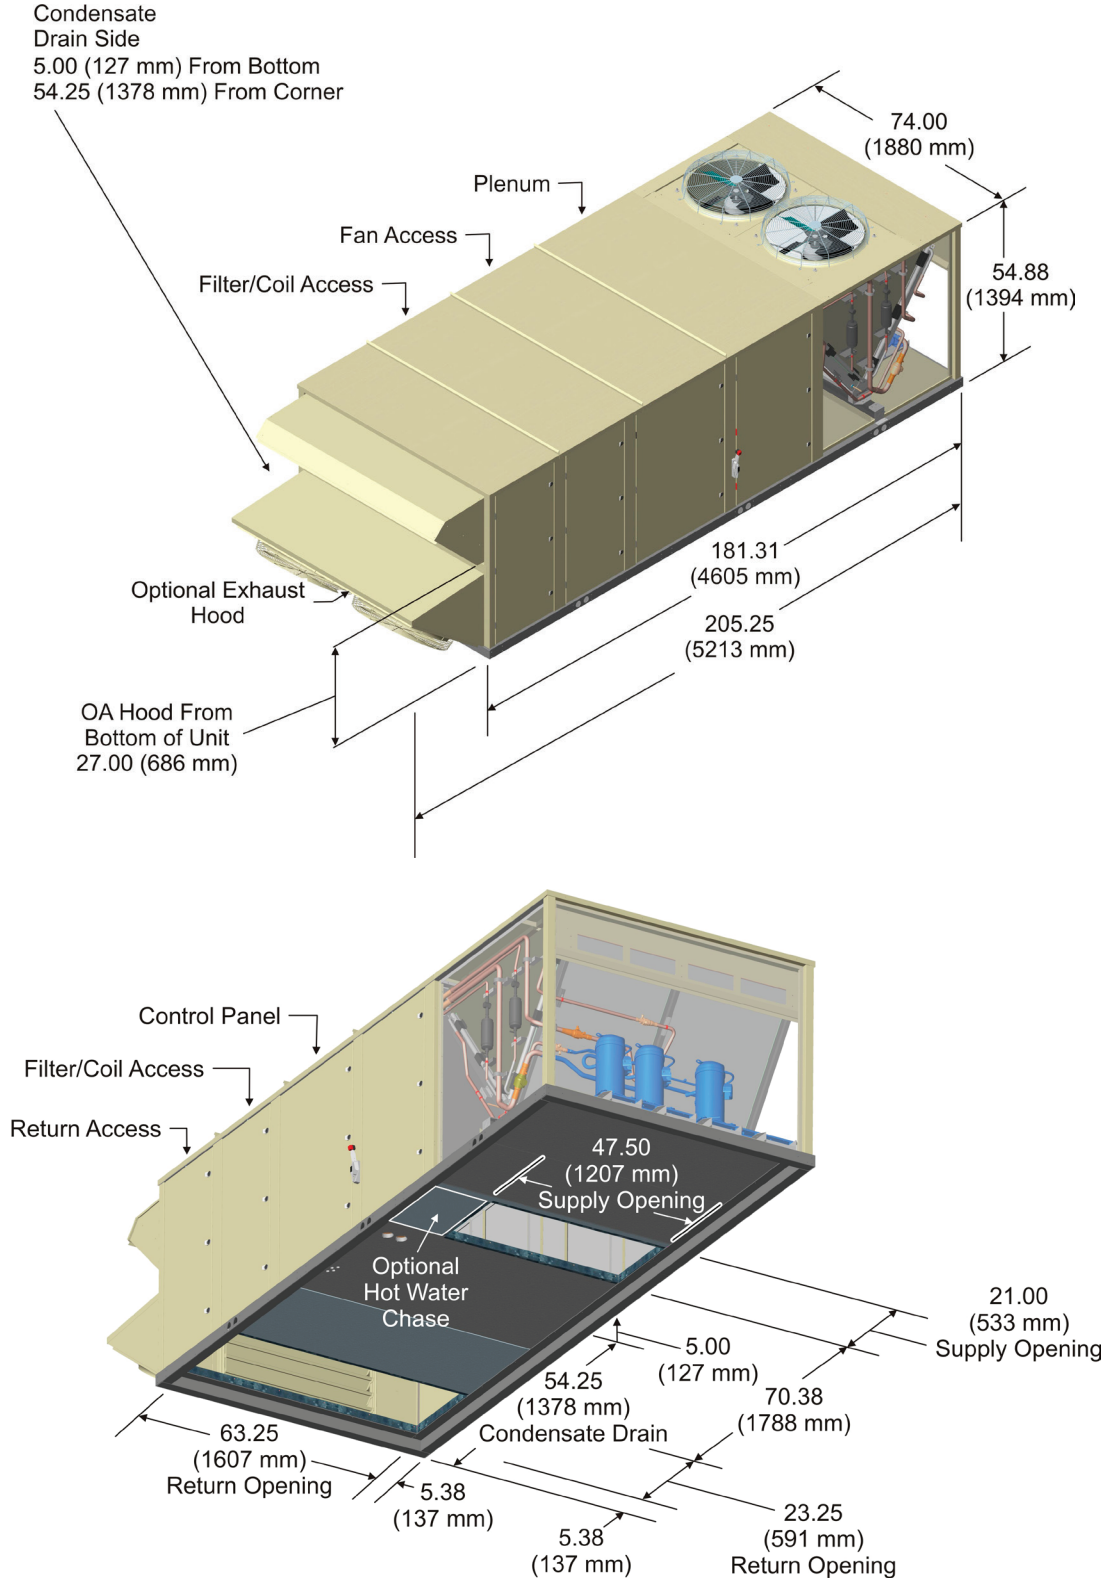 Condensate
Drain Side
5.00 (127 mm) From Bottom
54.25 (1378 mm) From Corner
74.00
(1880 mm)
Plenum
Fan Access
Filter/Coil Access
54.88
(1394 mm)
181.31
(4605 mm)
Optional Exhaust
Hood
205.25
(5213 mm)
OA Hood From
Bottom of Unit
27.00 (686 mm)
Control Panel
Filter/Coil Access
Return Access
47.50
(1207 mm)
Supply Opening
Optional
Hot Water
Chase
21.00
(533 mm)
Supply Opening
5.00
(127 mm)
54.25
(1378 mm)
Condensate Drain
70.38
(1788 mm)
63.25
(1607 mm)
Return Opening
5.38
(137 mm)
5.38
(137 mm)
23.25
(591 mm)
Return Opening